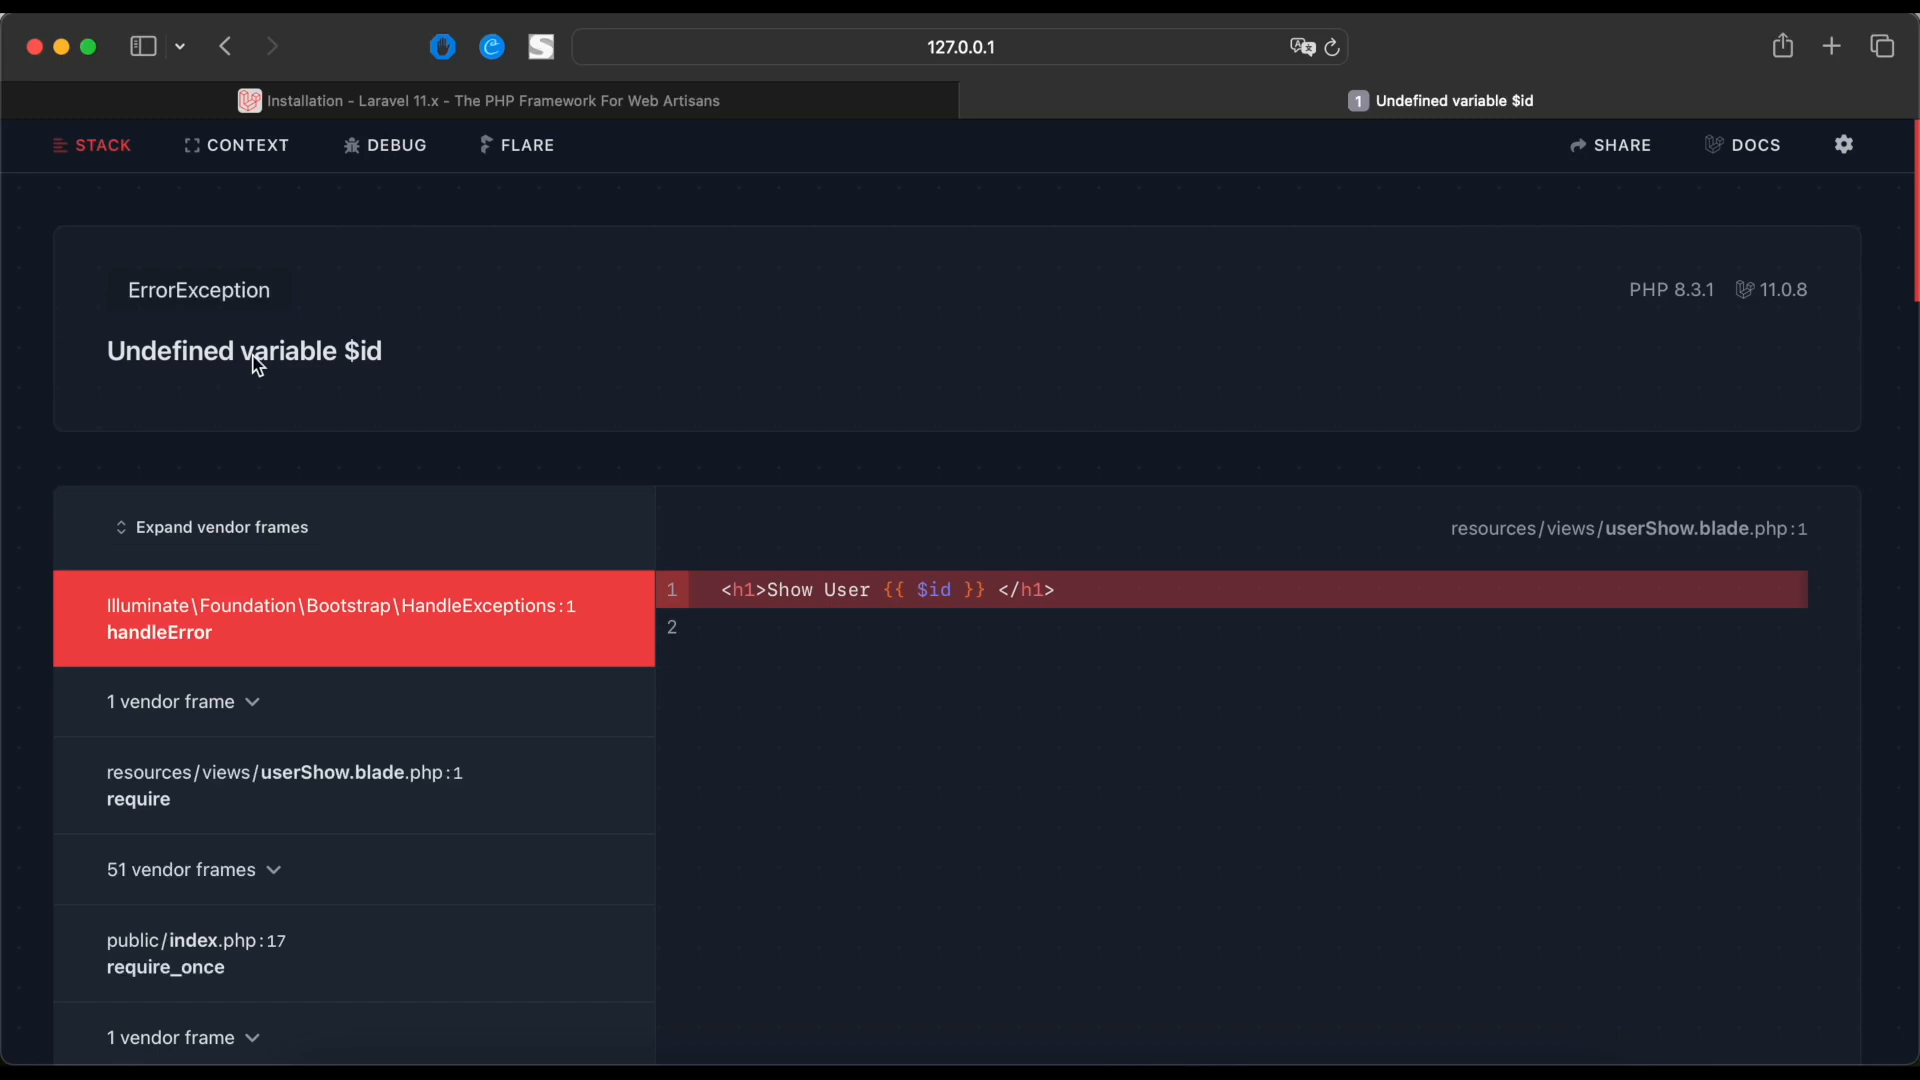 127.0.0.1
Installation - Laravel 11.x - The PHP Framework For Web Artisans
1 Undefined variable $id
STACK CONTEXT DEBUG FLARE SHARE DOCS
ErrorException
PHP 8.3.1 11.0.8
Undefined variable $id
Expand vendor frames
resources/views/userShow.blade.php:1
Illuminate\Foundation\Bootstrap\HandleExceptions:1
handleError
1 <h1>Show User {{ $id }} </h1>
2
1 vendor frame
resources/views/userShow.blade.php:1
require
51 vendor frames
public/index.php:17
require_once
1 vendor frame